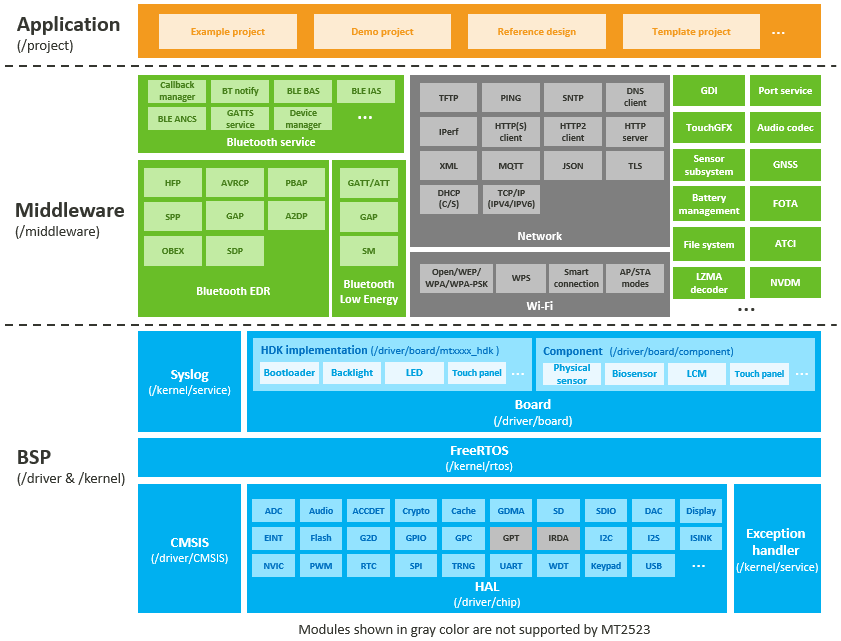 Application
(/project)
Example project
Demo project
Reference design
Template project
...
Middleware
(/middleware)
Callback
manager
BT notify
BLE BAS
BLE IAS
BLE ANCS
GATTS
service
Device
manager
...
Bluetooth service
HFP
AVRCP
PBAP
SPP
GAP
A2DP
OBEX
SDP
Bluetooth EDR
GATT/ATT
GAP
SM
Bluetooth
Low Energy
TFTP
PING
SNTP
DNS
client
IPerf
HTTP(S)
client
HTTP2
client
HTTP
server
XML
MQTT
JSON
TLS
DHCP
(C/S)
TCP/IP
(IPV4/IPV6)
Network
Open/WEP/
WPA/WPA-PSK
WPS
Smart
connection
AP/STA
modes
Wi-Fi
GDI
Port service
TouchGFX
Audio codec
Sensor
subsystem
GNSS
Battery
management
FOTA
File system
ATCI
LZMA
decoder
NVDM
...
BSP
(/driver & /kernel)
Syslog
(/kernel/service)
HDK implementation (/driver/board/mtxxxx_hdk )
Bootloader
Backlight
LED
Touch panel
...
Component (/driver/board/component)
Physical
sensor
Biosensor
LCM
Touch panel
...
Board
(/driver/board)
FreeRTOS
(/kernel/rtos)
CMSIS
(/driver/CMSIS)
ADC
Audio
ACCDET
Crypto
Cache
GDMA
SD
SDIO
DAC
Display
EINT
Flash
G2D
GPIO
GPC
GPT
IRDA
I2C
I2S
ISINK
NVIC
PWM
RTC
SPI
TRNG
UART
WDT
Keypad
USB
...
HAL
(/driver/chip)
Exception
handler
(/kernel/service)
Modules shown in gray color are not supported by MT2523